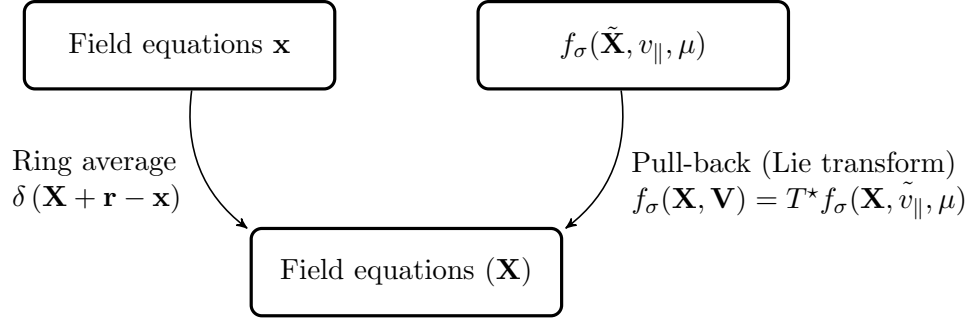 Field equations 𝐱
f_σ(𝐗̃, v_∥, μ)
Ring average
δ (𝐗 + 𝐫 − 𝐱)
Pull-back (Lie transform)
f_σ(𝐗, 𝐕) = T^⋆ f_σ(𝐗, ṽ_∥, μ)
Field equations (𝐗)